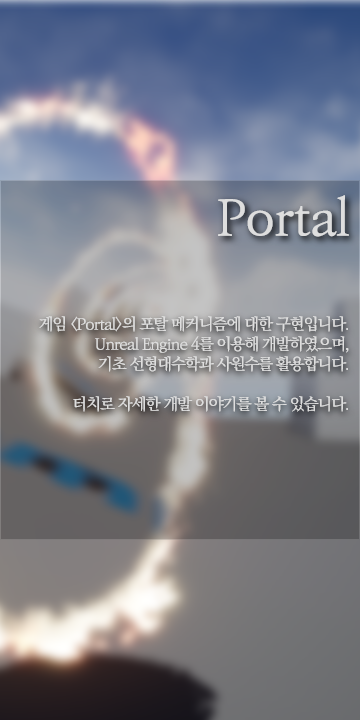 Portal
게임 〈Portal〉의 포탈 메커니즘에 대한 구현입니다.
Unreal Engine 4를 이용해 개발하였으며,
기초 선형대수학과 사원수를 활용합니다.
터치로 자세한 개발 이야기를 볼 수 있습니다.